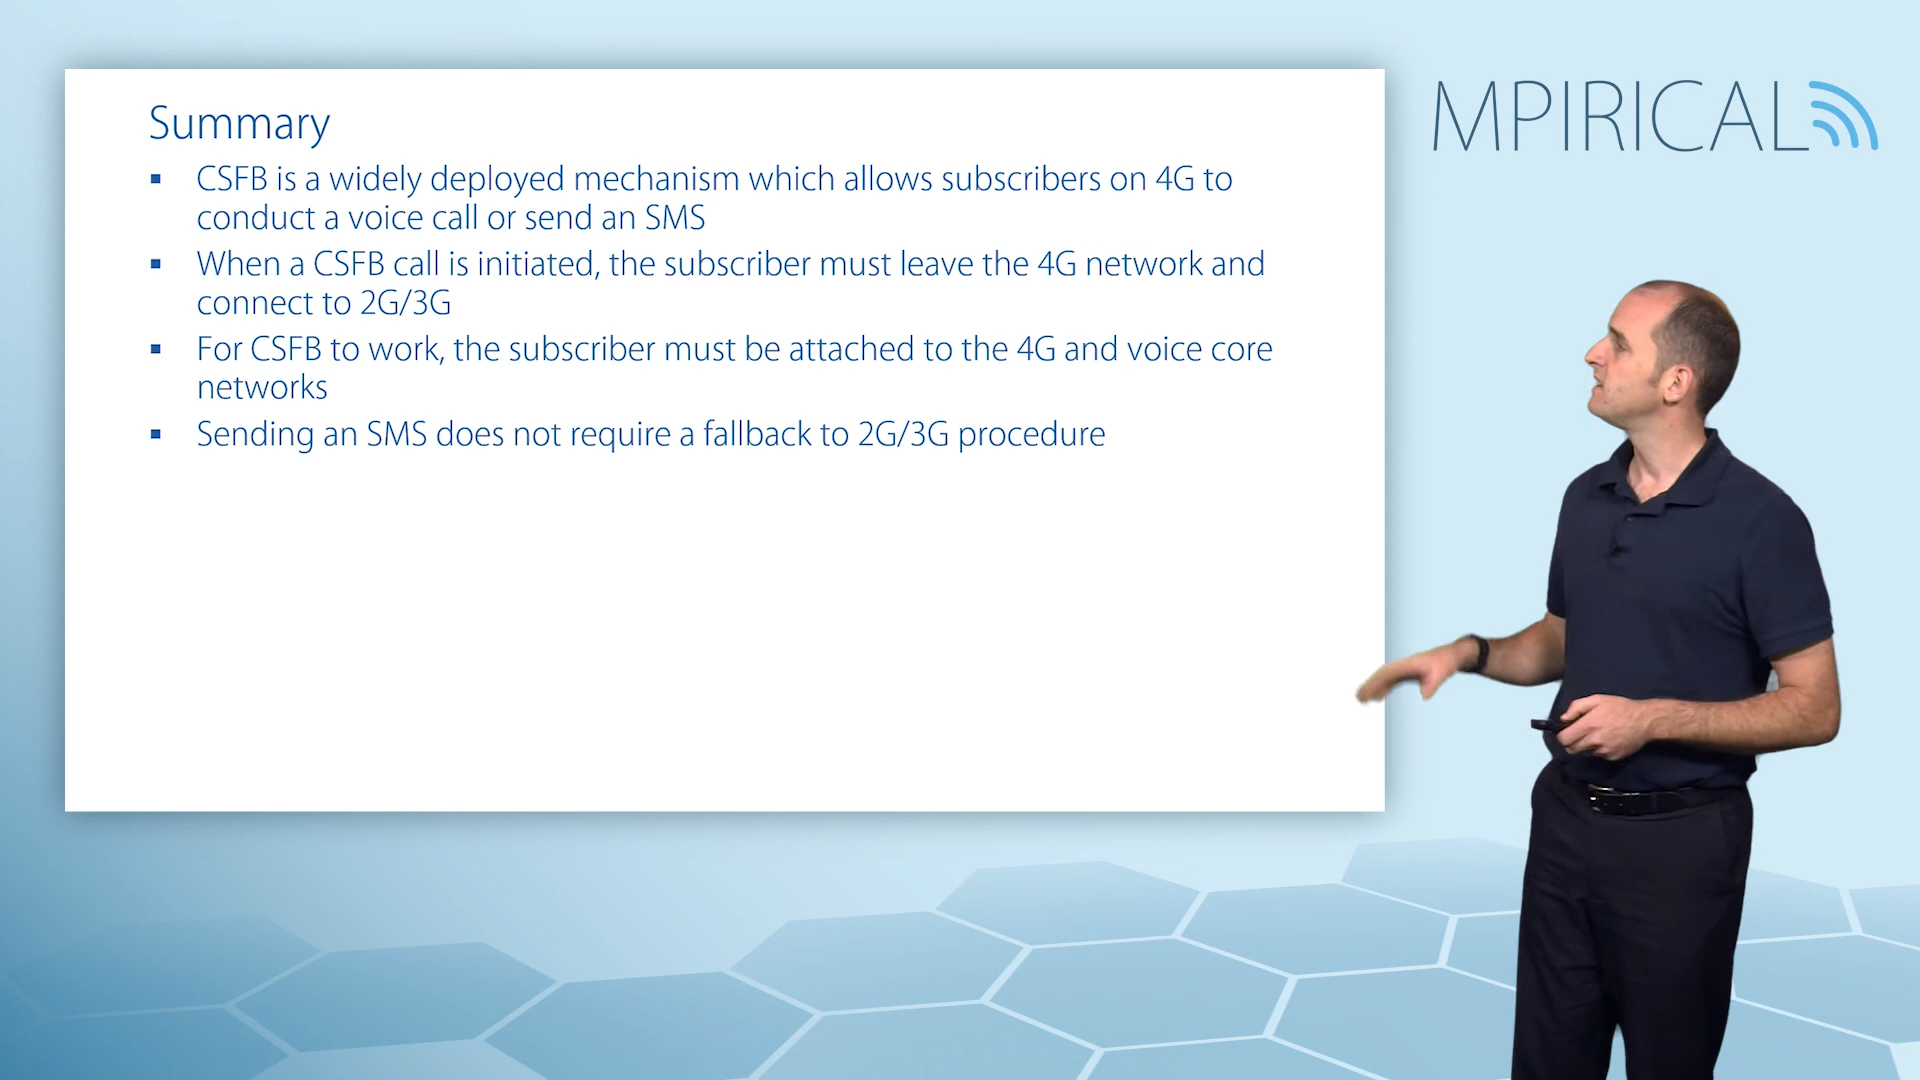 MPIRICAL
Summary
▪ CSFB is a widely deployed mechanism which allows subscribers on 4G to
conduct a voice call or send an SMS
▪ When a CSFB call is initiated, the subscriber must leave the 4G network and
connect to 2G/3G
▪ For CSFB to work, the subscriber must be attached to the 4G and voice core
networks
▪ Sending an SMS does not require a fallback to 2G/3G procedure